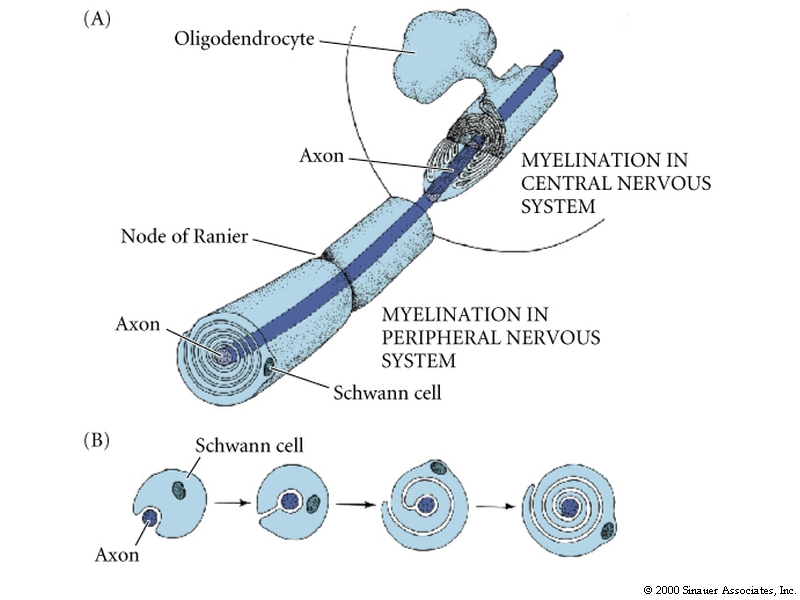 (A)
Oligodendrocyte
Axon
MYELINATION IN
CENTRAL NERVOUS
SYSTEM
Node of Ranier
Axon
MYELINATION IN
PERIPHERAL NERVOUS
SYSTEM
Schwann cell
(B)
Schwann cell
Axon
© 2000 Sinauer Associates, Inc.